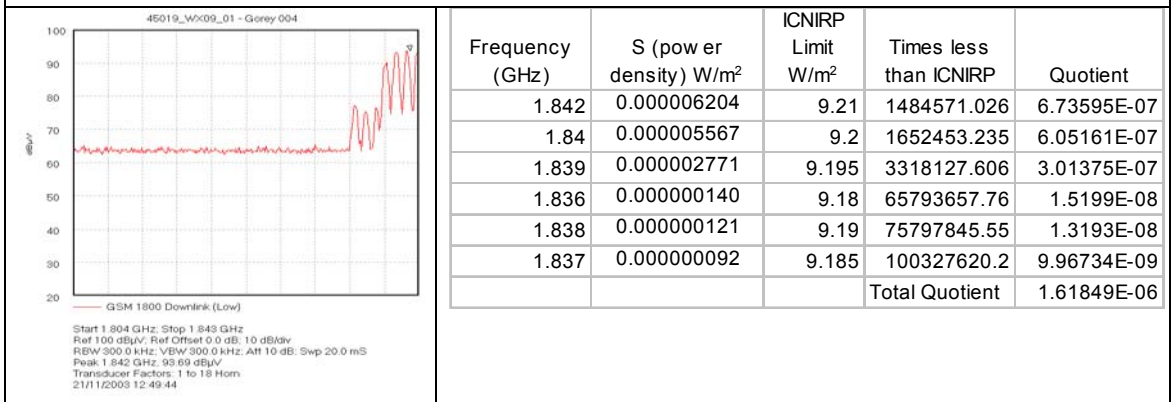 45019_WX09_01 - Gorey 004
100
90
80
70
60
50
40
30
20
dBµV
4
GSM 1800 Downlink (Low)
Start 1.804 GHz; Stop 1.843 GHz
Ref 100 dBµV; Ref Offset 0.0 dB; 10 dB/div
RBW 300.0 kHz; VBW 300.0 kHz; Att 10 dB; Swp 20.0 mS
Peak 1.842 GHz, 93.69 dBµV
Transducer Factors: 1 to 18 Horn
21/11/2003 12:49:44
Frequency (GHz) S (pow er density) W/m² ICNIRP Limit W/m² Times less than ICNIRP Quotient
1.842 0.000006204 9.21 1484571.026 6.73595E-07
1.84 0.000005567 9.2 1652453.235 6.05161E-07
1.839 0.000002771 9.195 3318127.606 3.01375E-07
1.836 0.000000140 9.18 65793657.76 1.5199E-08
1.838 0.000000121 9.19 75797845.55 1.3193E-08
1.837 0.000000092 9.185 100327620.2 9.96734E-09
Total Quotient 1.61849E-06